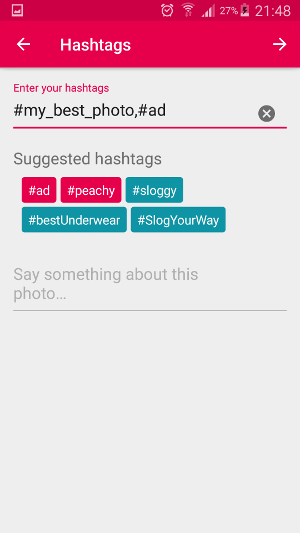 27% 21:48
Hashtags
Enter your hashtags
#my_best_photo,#ad
Suggested hashtags
#ad #peachy #sloggy
#bestUnderwear #SlogYourWay
Say something about this
photo...